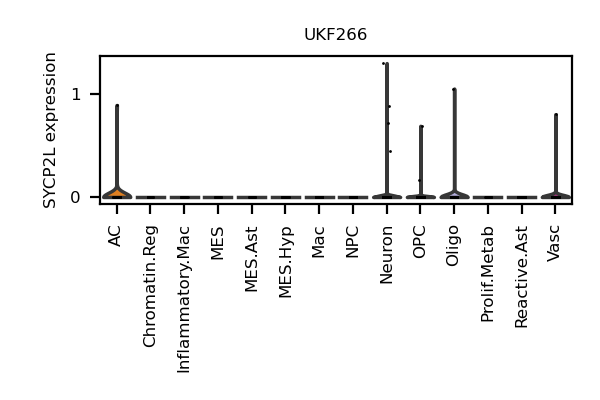 UKF266
SYCP2L expression
1
0
AC
Chromatin.Reg
Inflammatory.Mac
MES
MES.Ast
MES.Hyp
Mac
NPC
Neuron
OPC
Oligo
Prolif.Metab
Reactive.Ast
Vasc